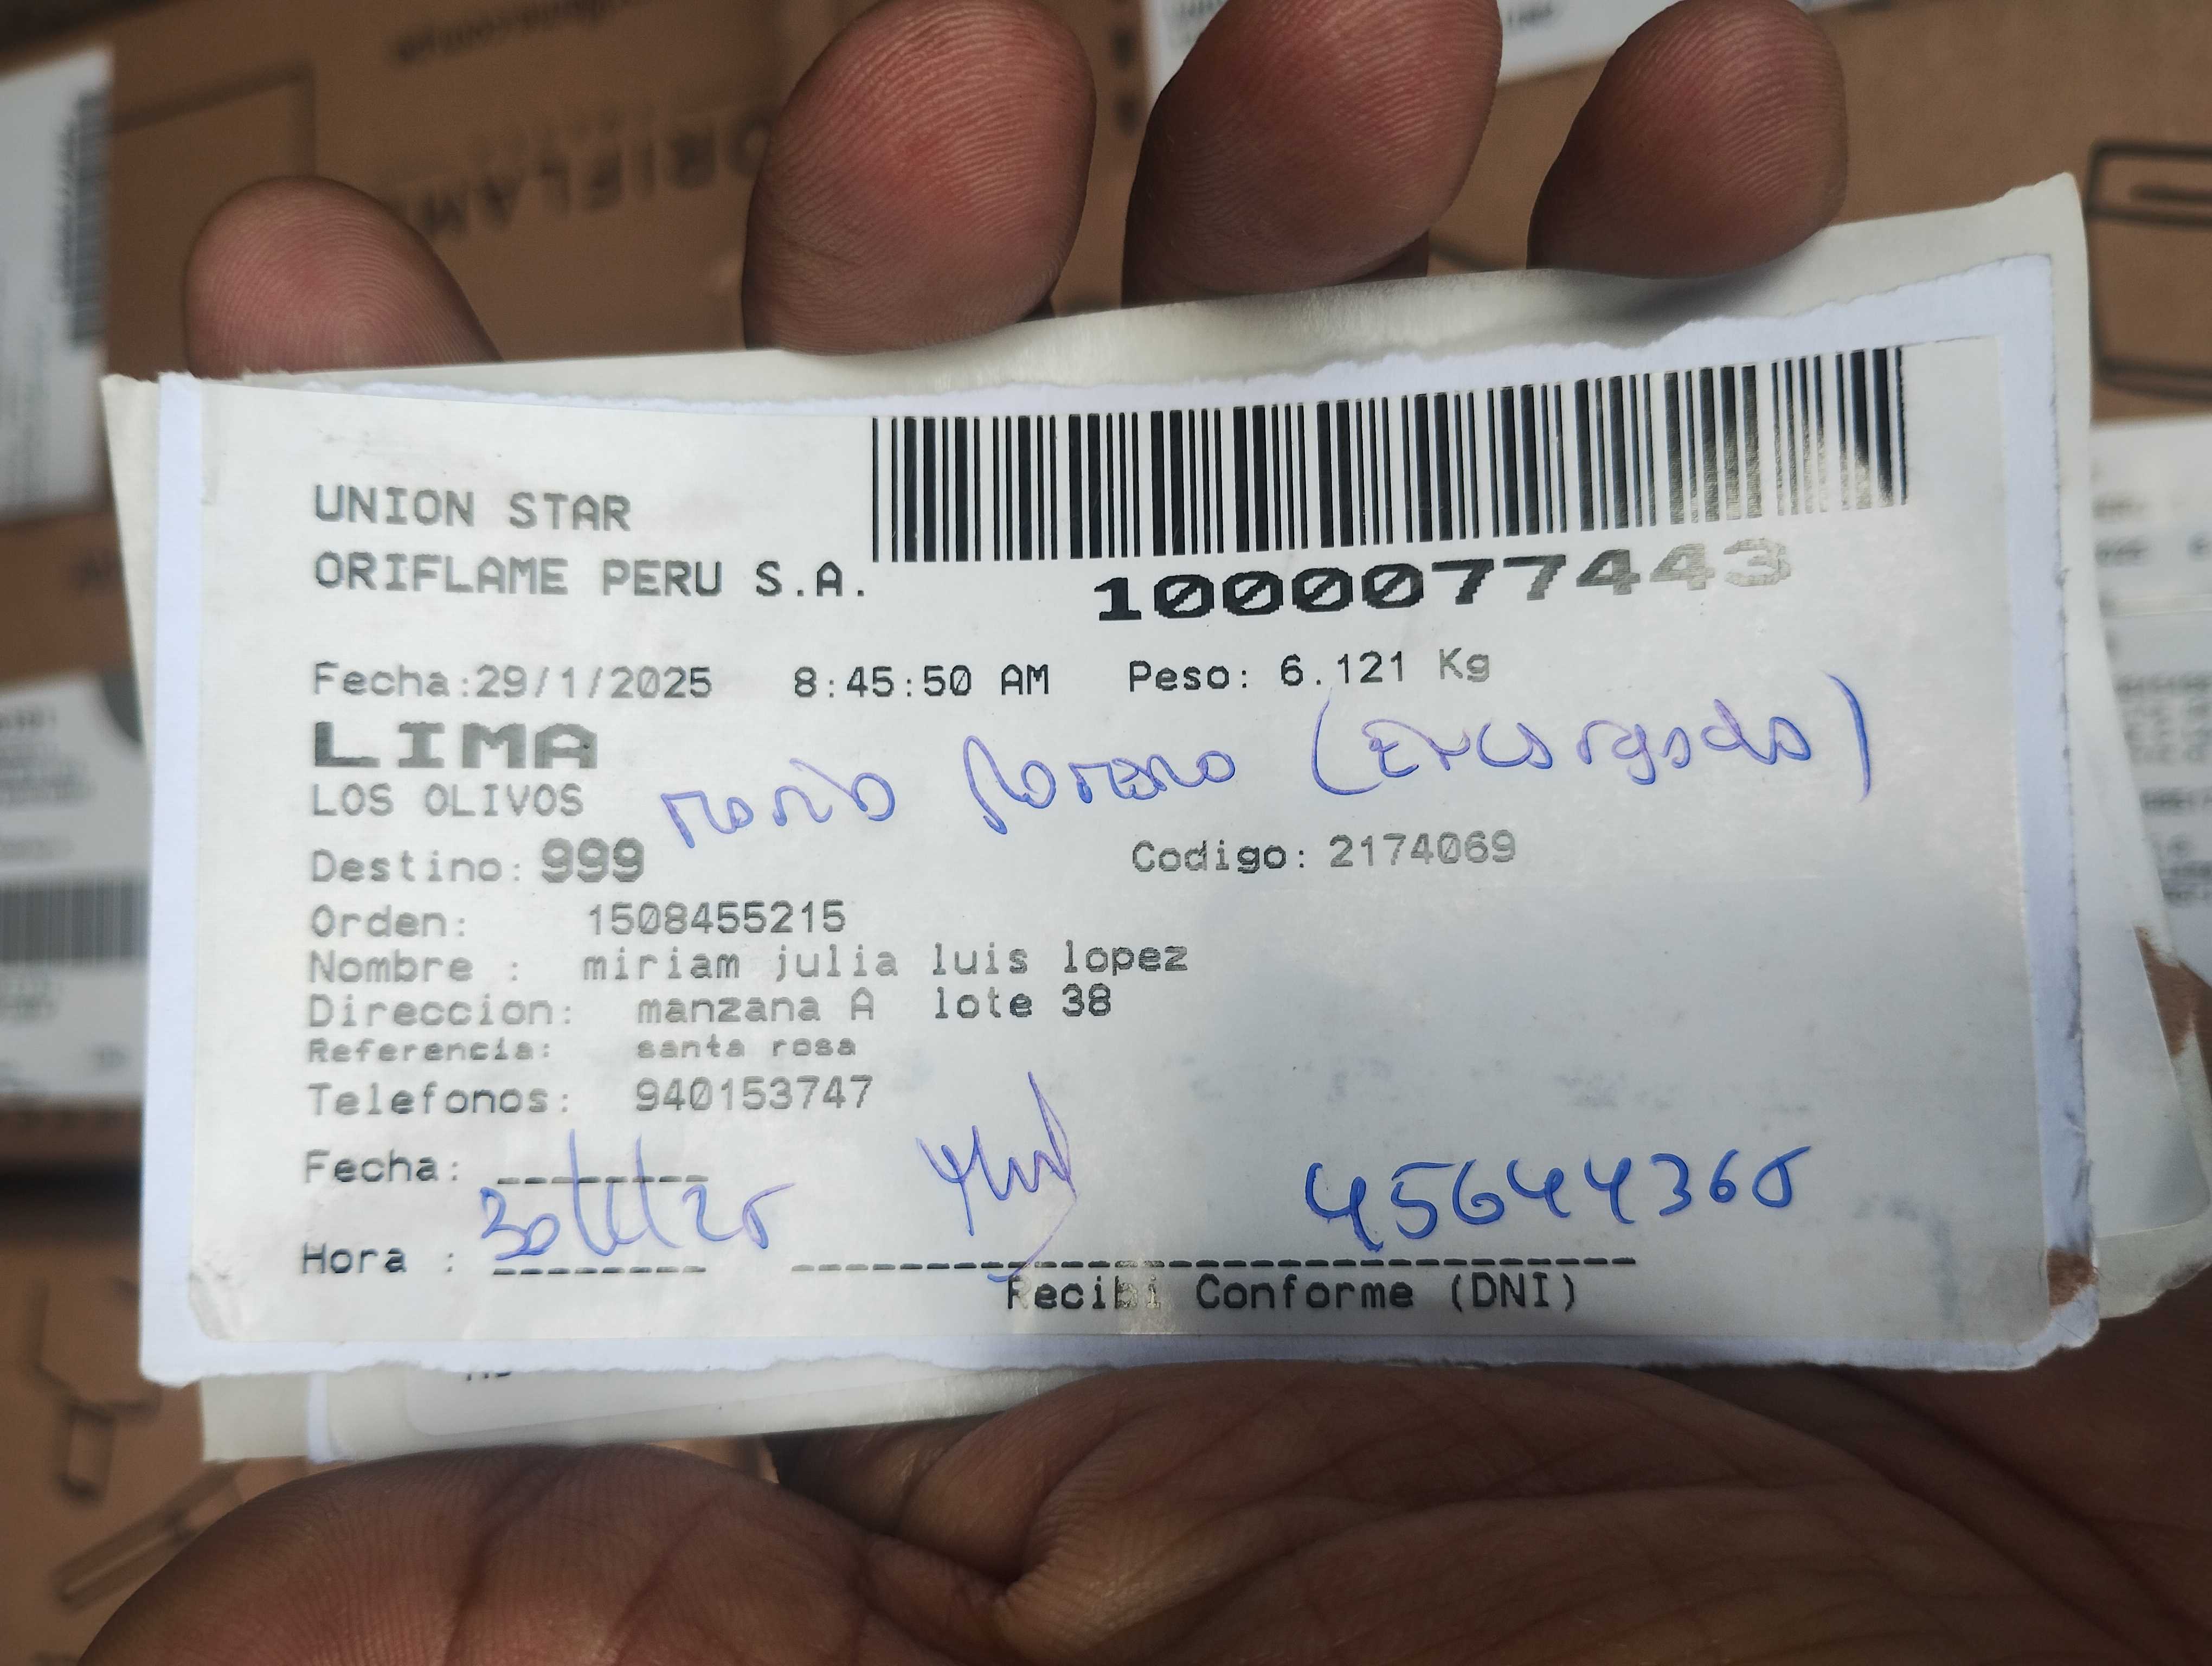 ORIFLAME
UNION STAR
ORIFLAME PERU S.A.
1000077443
Fecha:29/1/2025 8:45:50 AM Peso: 6.121 Kg
LIMA
LOS OLIVOS
(Encargado)
Destino: 999 Codigo: 2174069
Orden: 1508455215
Nombre : miriam julia luis lopez
Direccion: manzana A lote 38
Referencia: santa rosa
Telefonos: 940153747
Fecha:
Hora :
Recibi Conforme (DNI)